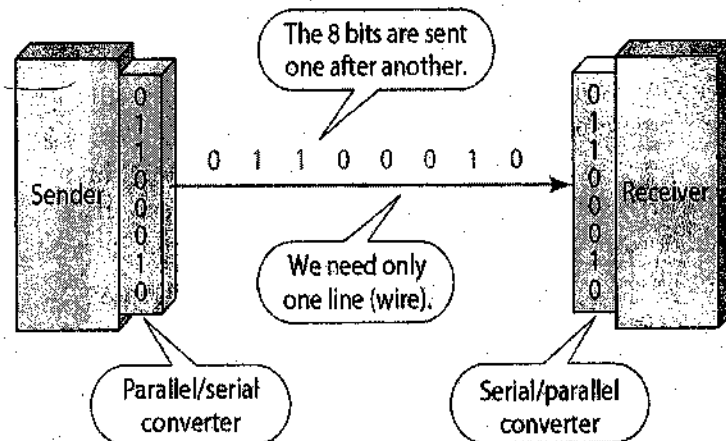 The 8 bits are sent
one after another.
0 1 1 0 0 0 1 0
Sender
0
1
1
0
0
0
1
0
We need only
one line (wire).
0
1
1
0
0
0
1
0
Receiver
Parallel/serial
converter
Serial/parallel
converter